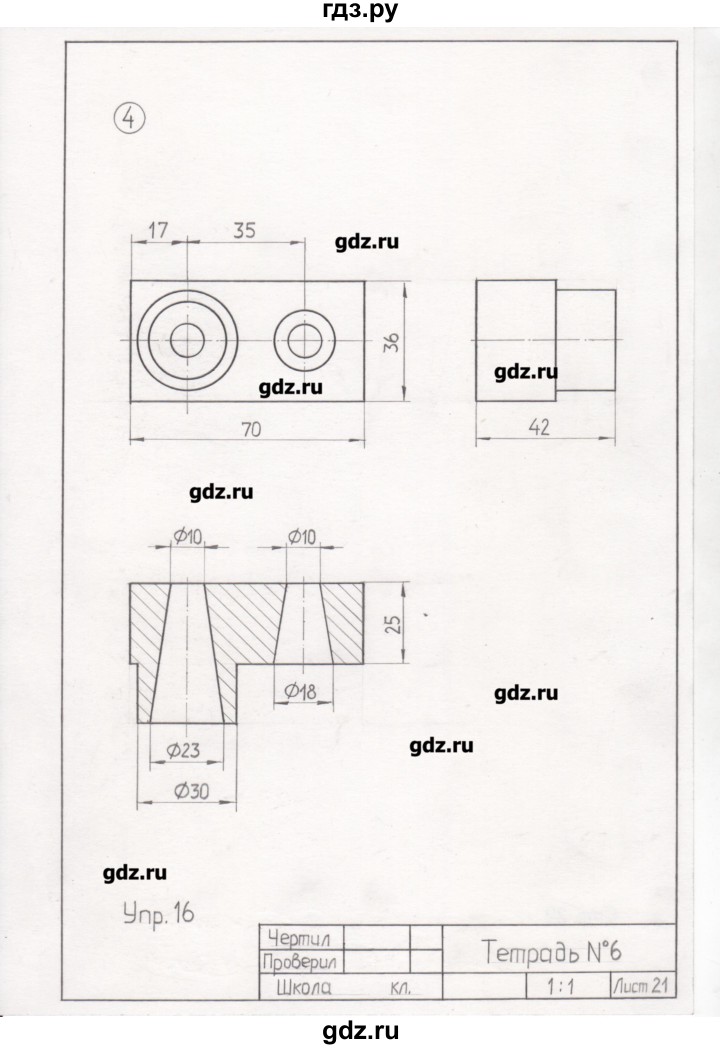 гдз.ру
4
17 35
gdz.ru
36
gdz.ru
gdz.ru
70
42
gdz.ru
Ø10 Ø10
25
Ø18
gdz.ru
Ø23
gdz.ru
Ø30
gdz.ru
Упр. 16
Чертил
Проверил
Тетрадь №6
Школа кл.
1:1
Лист 21
gdz.ru